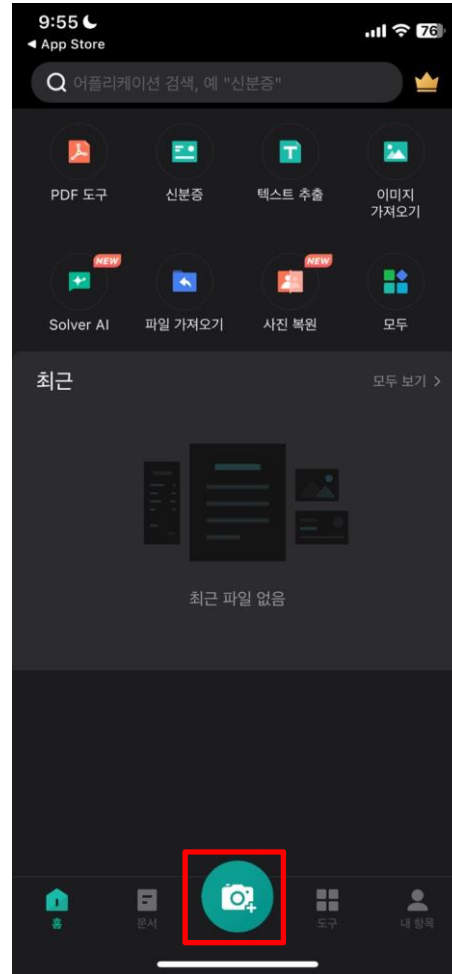 9:55
76
◀ App Store
어플리케이션 검색, 예 "신분증"
PDF 도구
신분증
텍스트 추출
이미지
가져오기
NEW
NEW
Solver AI
파일 가져오기
사진 복원
모두
최근
모두 보기 >
최근 파일 없음
홈
문서
도구
내 항목